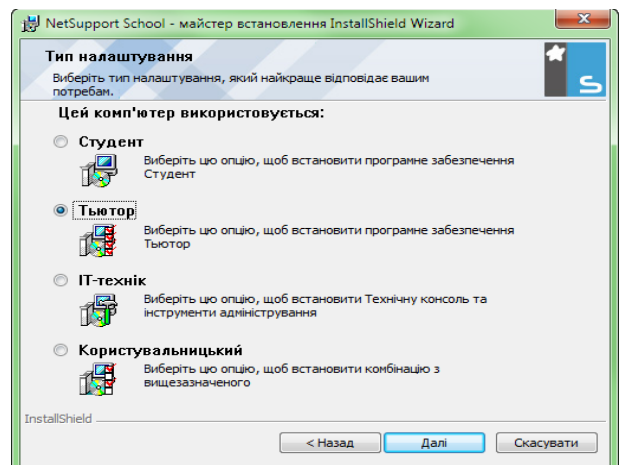 NetSupport School - майстер встановлення InstallShield Wizard
Тип налаштування
Виберіть тип налаштування, який найкраще відповідає вашим
потребам.
S
Цей комп'ютер використовується:
Студент
Виберіть цю опцію, щоб встановити програмне забезпечення
Студент
Тьютор
Виберіть цю опцію, щоб встановити програмне забезпечення
Тьютор
ІТ-технік
Виберіть цю опцію, щоб встановити Технічну консоль та
інструменти адміністрування
Користувальницький
Виберіть цю опцію, щоб встановити комбінацію з
вищезазначеного
InstallShield
< Назад
Далі
Скасувати